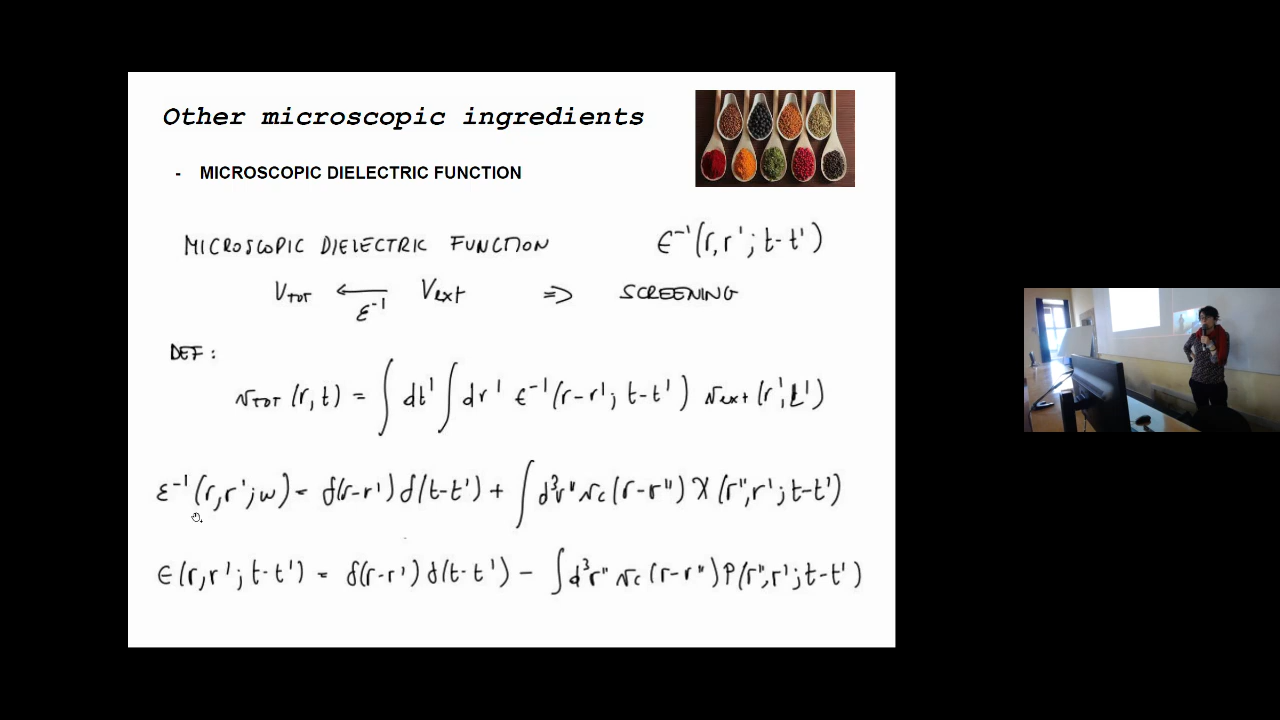 Other microscopic ingredients
- MICROSCOPIC DIELECTRIC FUNCTION
MICROSCOPIC DIELECTRIC FUNCTION ϵ⁻¹(r, r'; t-t')
V_TOT ← ε⁻¹ V_ext ⇒ SCREENING
DEF:
v_TOT (r, t) = ∫ dt' ∫ dr' ϵ⁻¹(r-r'; t-t') v_ext (r', t')
ε⁻¹(r, r'; ω) = δ(r-r') δ(t-t') + ∫ d³r" v_c (r-r") χ (r", r'; t-t')
ϵ(r, r'; t-t') = δ(r-r') δ(t-t') - ∫ d³r" v_c (r-r") P(r", r'; t-t')